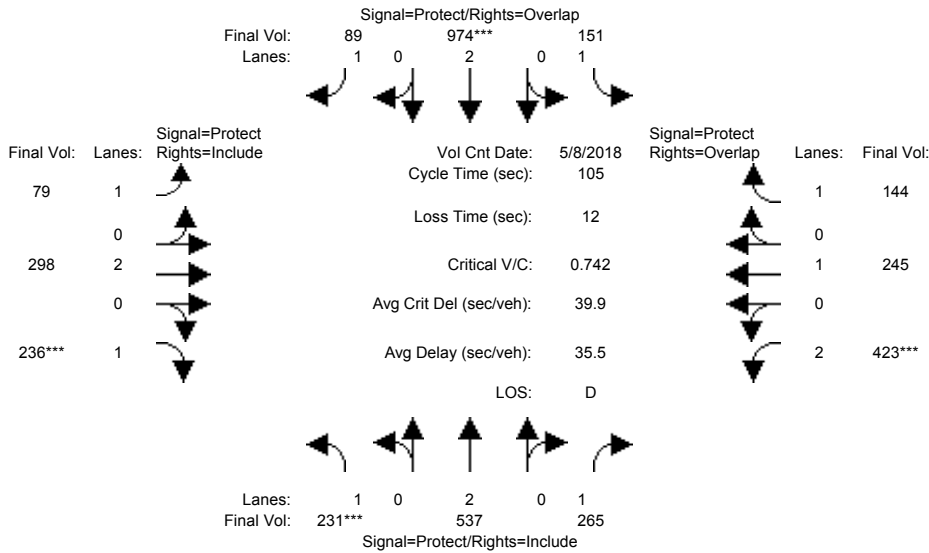 Signal=Protect/Rights=Overlap
Final Vol: 89 974*** 151
Lanes: 1 0 2 0 1
Signal=Protect
Signal=Protect
Final Vol: Lanes: Rights=Include Vol Cnt Date: 5/8/2018 Rights=Overlap Lanes: Final Vol:
Cycle Time (sec): 105
79 1 1 144
Loss Time (sec): 12
0 0
298 2 Critical V/C: 0.742 1 245
0 Avg Crit Del (sec/veh): 39.9 0
236*** 1 Avg Delay (sec/veh): 35.5 2 423***
LOS: D
Lanes: 1 0 2 0 1
Final Vol: 231*** 537 265
Signal=Protect/Rights=Include